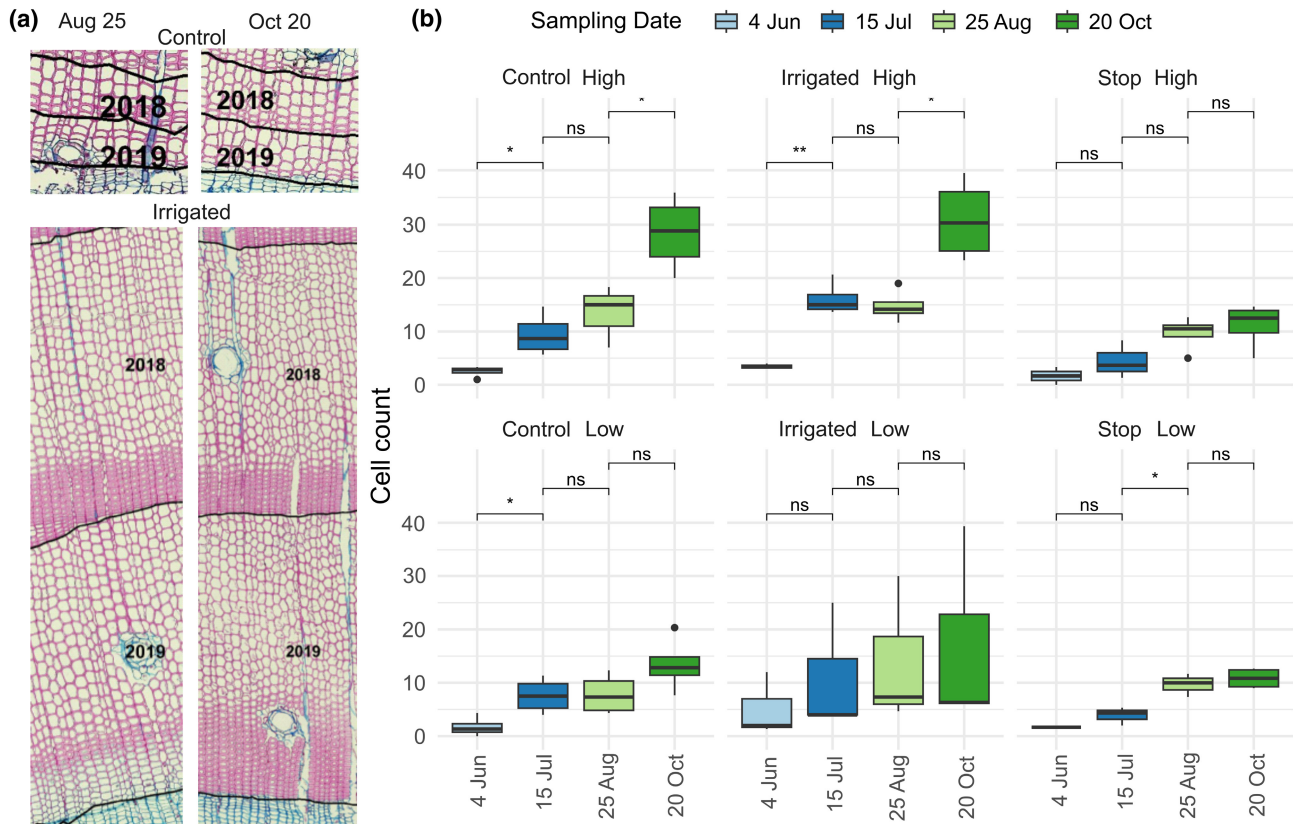 (a) Aug 25 Oct 20
Control
2018 2018
2019 2019
Irrigated
2018 2018
2019 2019
(b) Sampling Date 4 Jun 15 Jul 25 Aug 20 Oct
Cell count
Control High Irrigated High Stop High
* ns * ** ns * ns ns ns
40
30
20
10
0
Control Low Irrigated Low Stop Low
* ns ns ns ns ns ns * ns
40
30
20
10
0
4 Jun 15 Jul 25 Aug 20 Oct 4 Jun 15 Jul 25 Aug 20 Oct 4 Jun 15 Jul 25 Aug 20 Oct